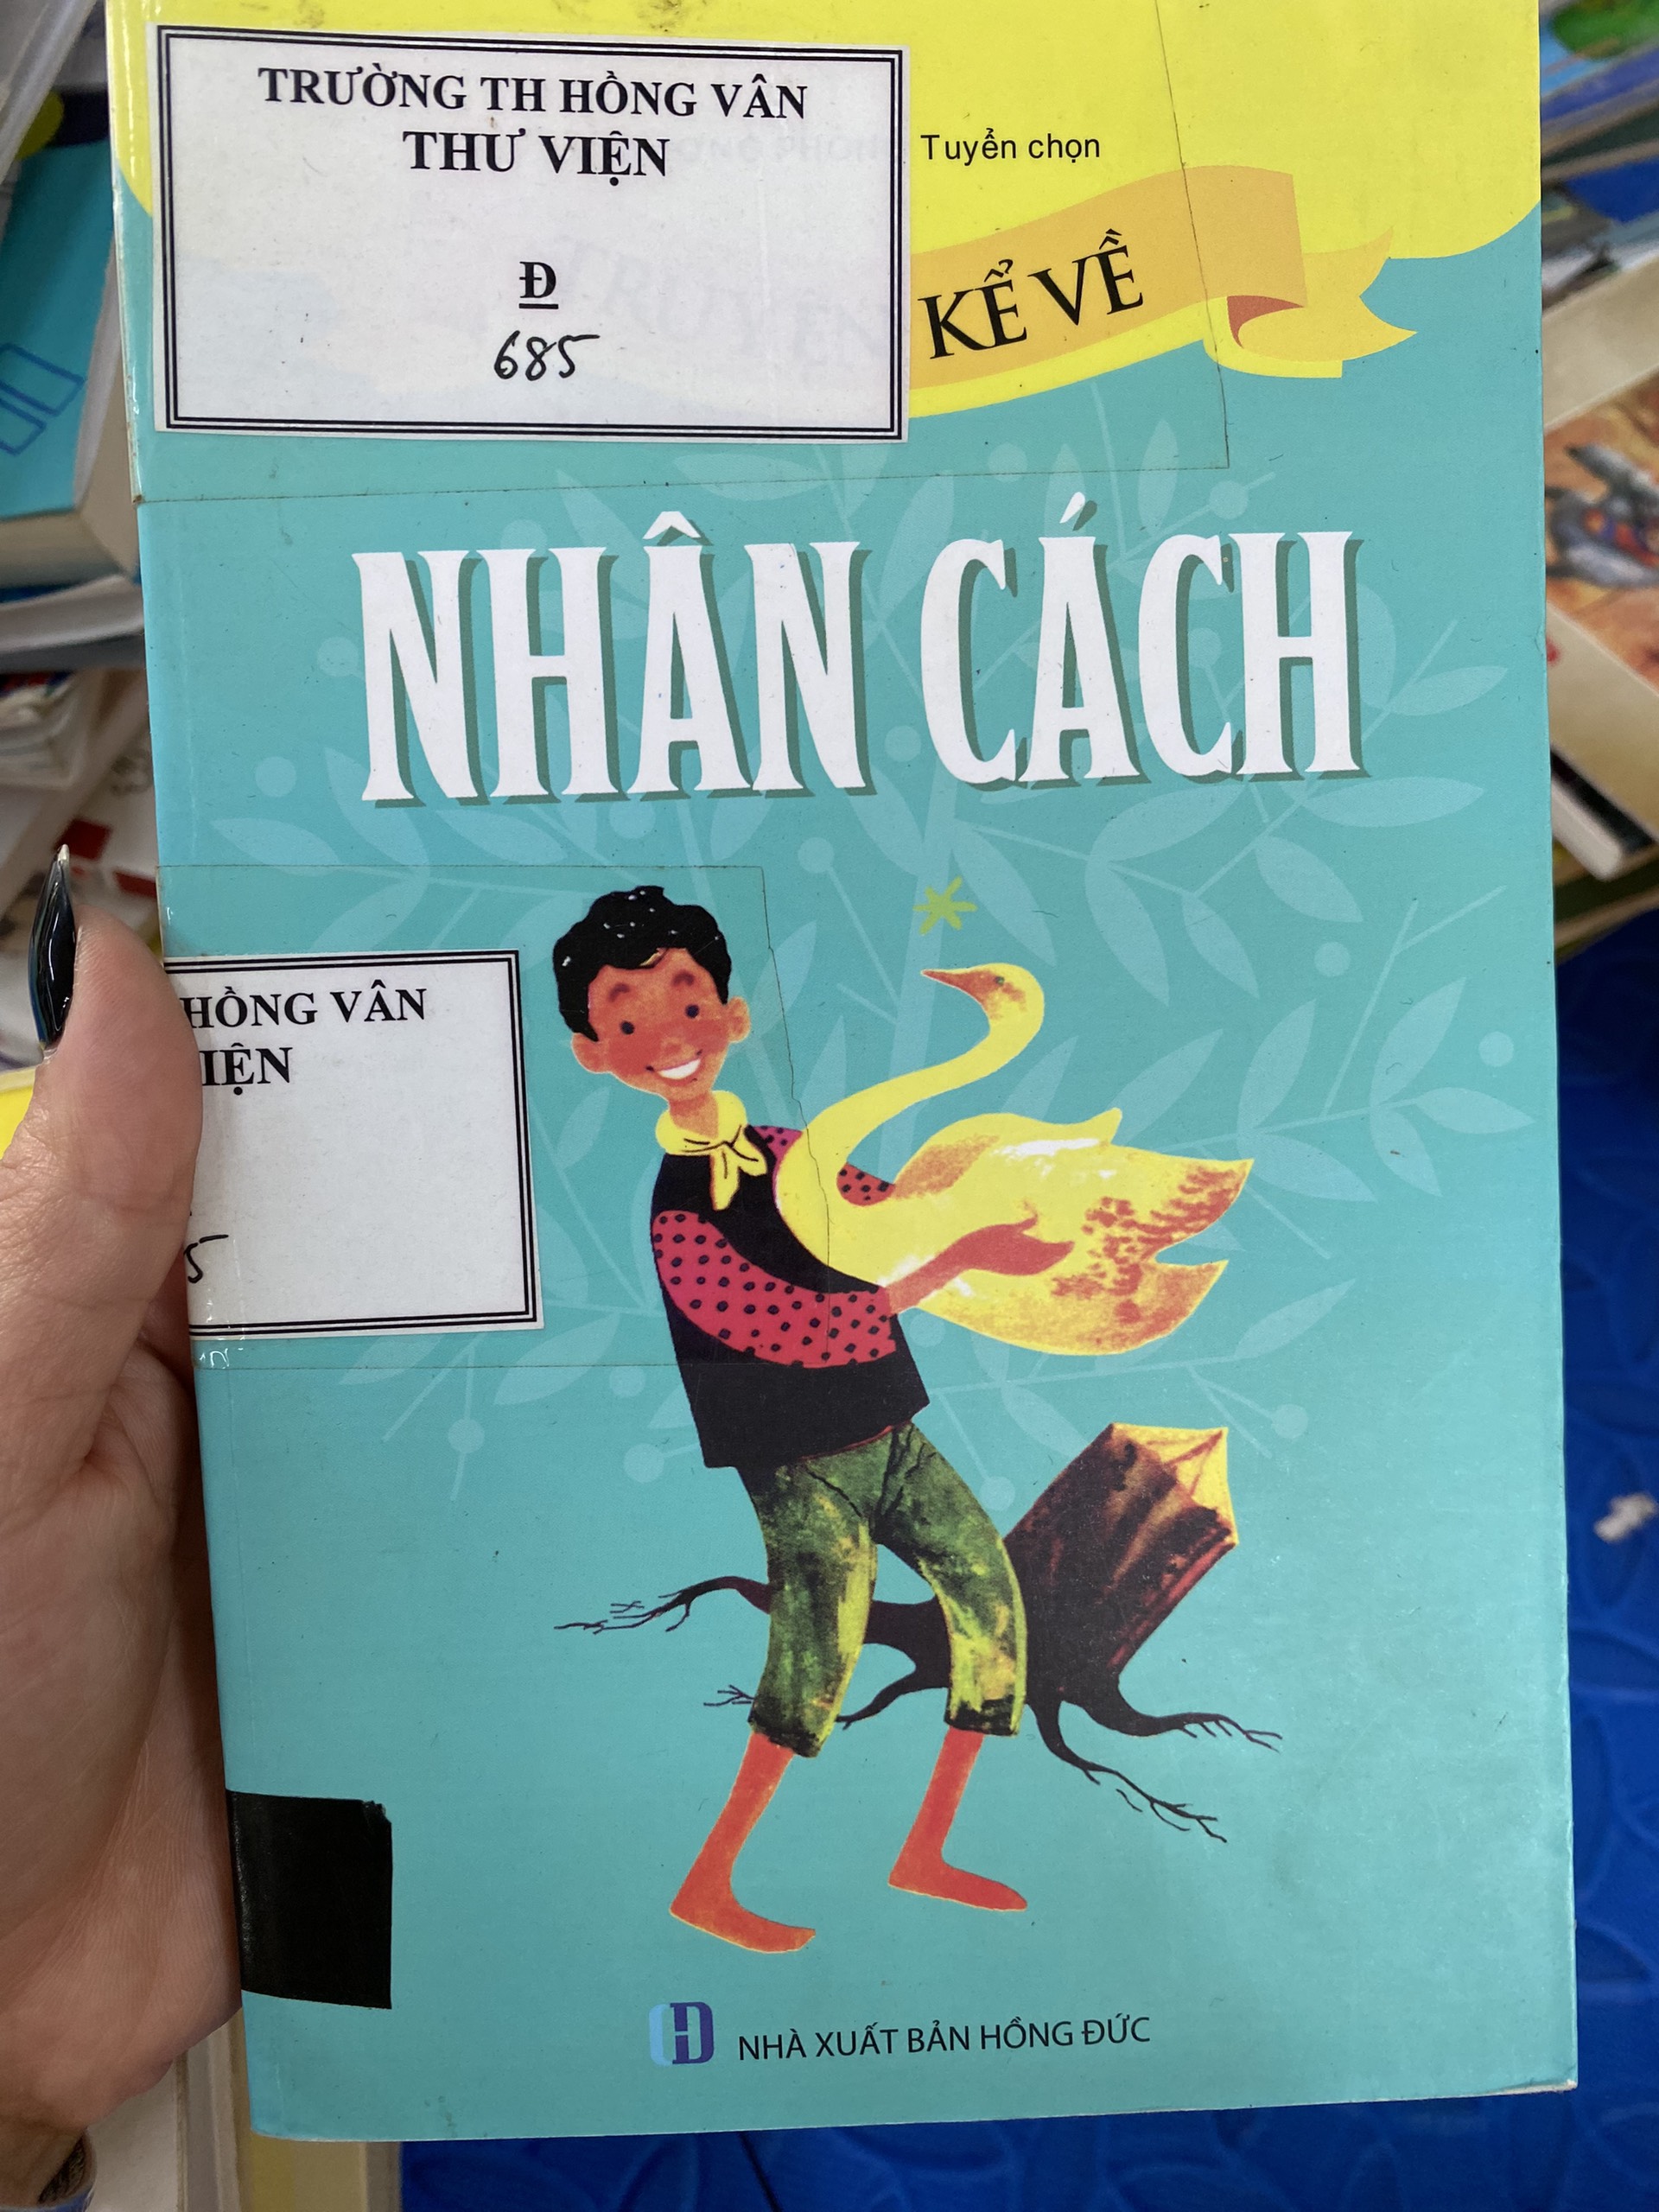 TRƯỜNG TH HỒNG VÂN
THƯ VIỆN
Đ
685
Tuyển chọn
KỂ VỀ
NHÂN CÁCH
HỒNG VÂN
IỆN
5
NHÀ XUẤT BẢN HỒNG ĐỨC